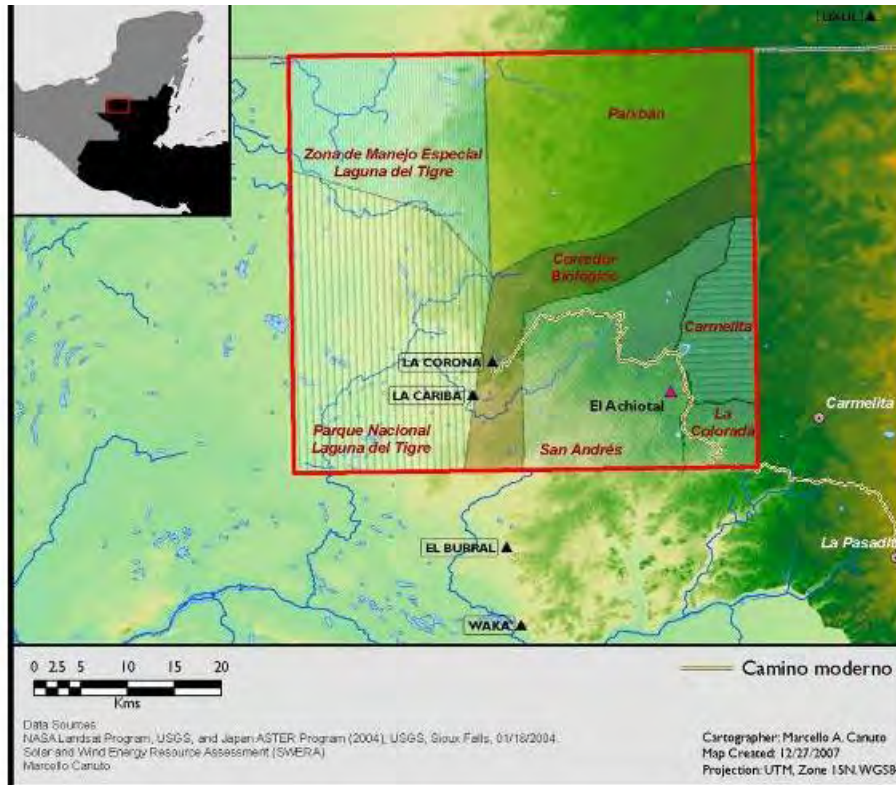 Paixbán
Zona de Manejo Especial
Laguna del Tigre
Corredor
Biológico
Carmelita
LA CORONA
LA CARIBA
El Achiotal
Parque Nacional
Laguna del Tigre
San Andrés
La
Colorada
Carmelita
EL BURRAL
La Pasadit
WAKA'
0 2.5 5 10 15 20
Kms
Camino moderno
Data Sources:
NASA Landsat Program, USGS, and Japan ASTER Program (2004), USGS, Sioux Falls, 01/18/2004.
Solar and Wind Energy Resource Assessment (SWERA)
Marcello Canuto
Cartographer: Marcello A. Canuto
Map Created: 12/27/2007
Projection: UTM, Zone 15N, WGS8